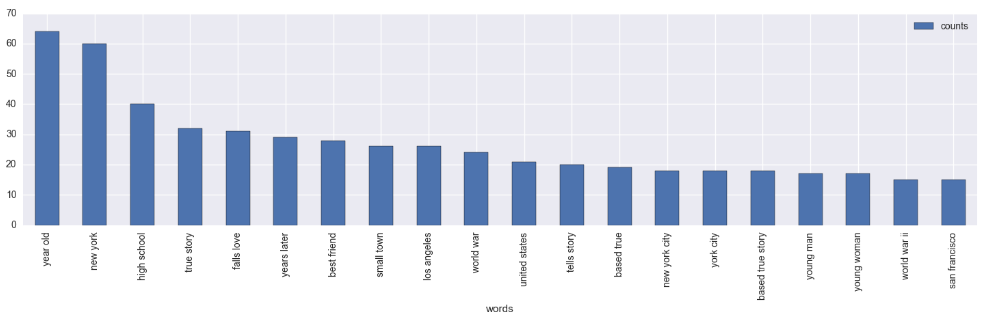 70
60
50
40
30
20
10
0
counts
year old
new york
high school
true story
falls love
years later
best friend
small town
los angeles
world war
united states
tells story
based true
new york city
york city
based true story
young man
young woman
world war ii
san francisco
words